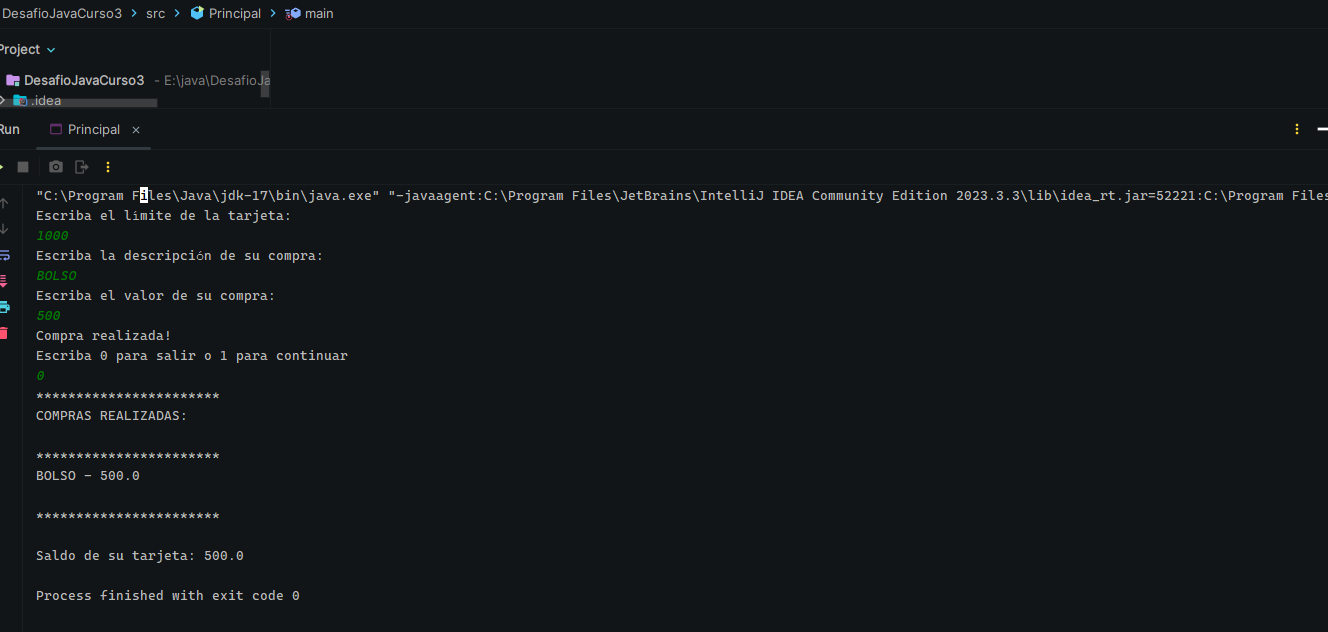 DesafioJavaCurso3 > src > Principal > main
Project
DesafioJavaCurso3 - E:\java\DesafioJa
.idea
Run Principal ×
"C:\Program Files\Java\jdk-17\bin\java.exe" "-javaagent:C:\Program Files\JetBrains\IntelliJ IDEA Community Edition 2023.3.3\lib\idea_rt.jar=52221:C:\Program Files
Escriba el límite de la tarjeta:
1000
Escriba la descripción de su compra:
BOLSO
Escriba el valor de su compra:
500
Compra realizada!
Escriba 0 para salir o 1 para continuar
0
***********************
COMPRAS REALIZADAS:
***********************
BOLSO - 500.0
***********************
Saldo de su tarjeta: 500.0
Process finished with exit code 0